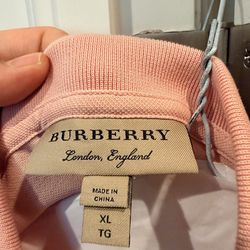 BURBERRY
London, England
MADE IN
CHINA
XL
TG